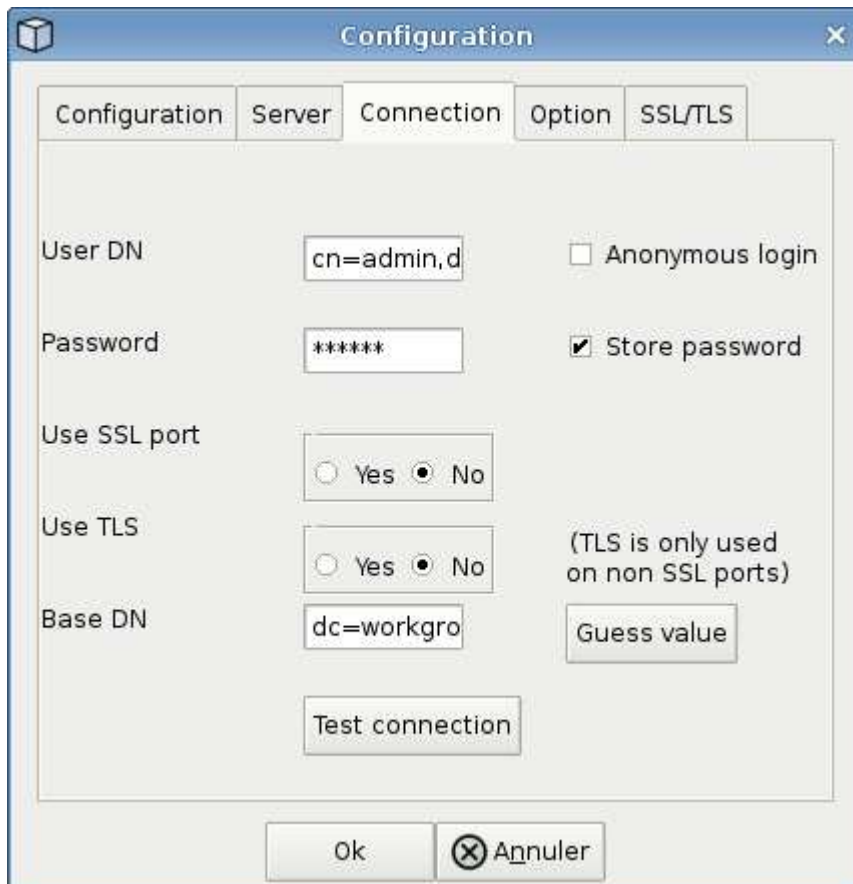 Configuration
Configuration Server Connection Option SSL/TLS
User DN cn=admin,d Anonymous login
Password ****** Store password
Use SSL port
Yes No
Use TLS
Yes No (TLS is only used
on non SSL ports)
Base DN dc=workgro Guess value
Test connection
Ok Annuler